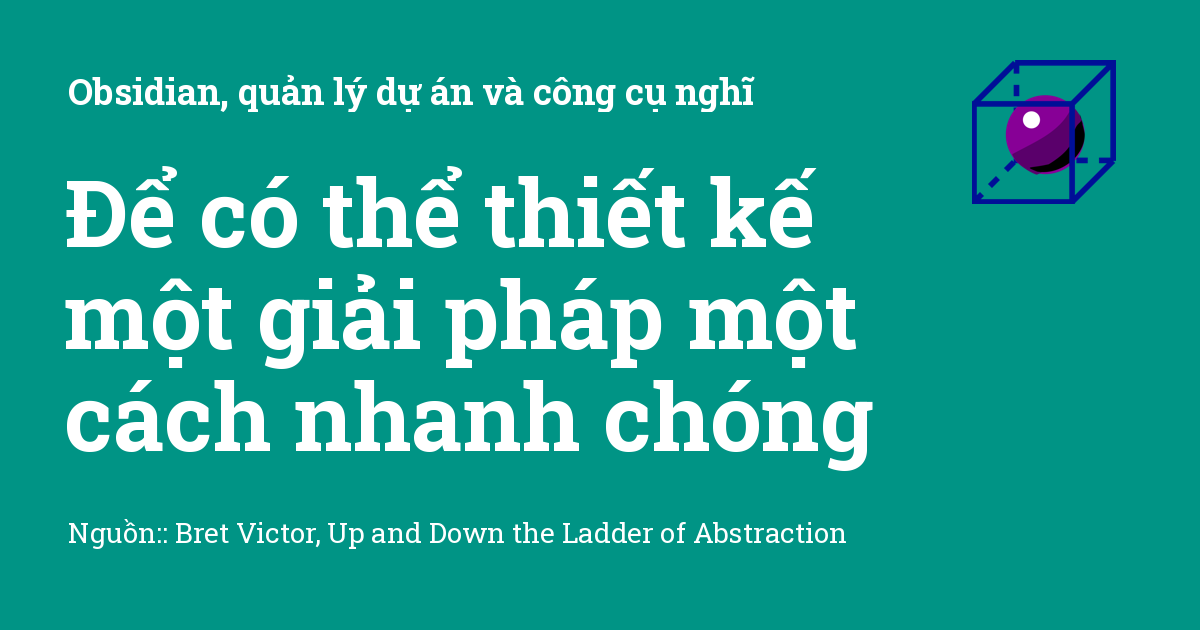 Obsidian, quản lý dự án và công cụ nghĩ
Để có thể thiết kế
một giải pháp một
cách nhanh chóng
Nguồn:: Bret Victor, Up and Down the Ladder of Abstraction